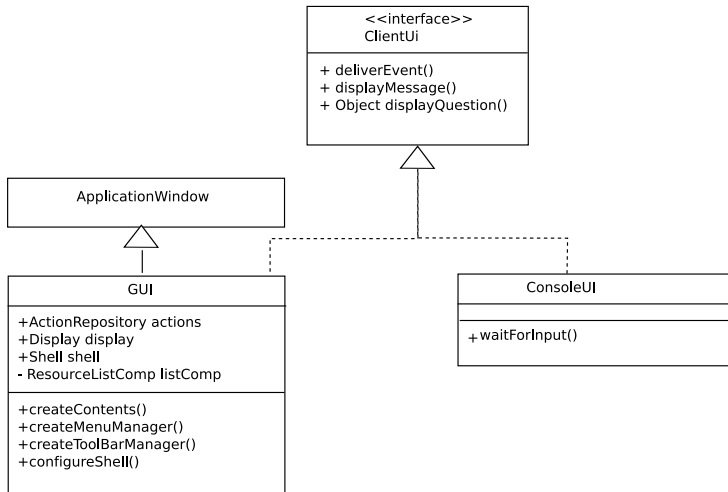 <<interface>>
ClientUi
+ deliverEvent()
+ displayMessage()
+ Object displayQuestion()
ApplicationWindow
GUI
+ActionRepository actions
+Display display
+Shell shell
- ResourceListComp listComp
+createContents()
+createMenuManager()
+createToolBarManager()
+configureShell()
ConsoleUI
+waitForInput()